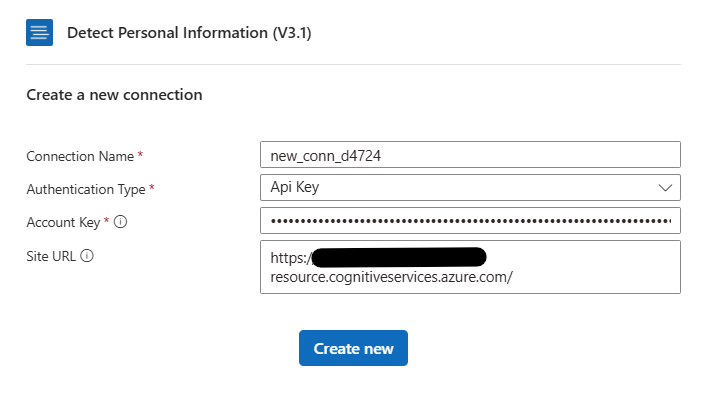 Detect Personal Information (V3.1)
Create a new connection
Connection Name *
new_conn_d4724
Authentication Type *
Api Key
Account Key *
••••••••••••••••••••••••••••••••••••••••••••••••••••••••••••••••••••••
Site URL
https:/
resource.cognitiveservices.azure.com/
Create new